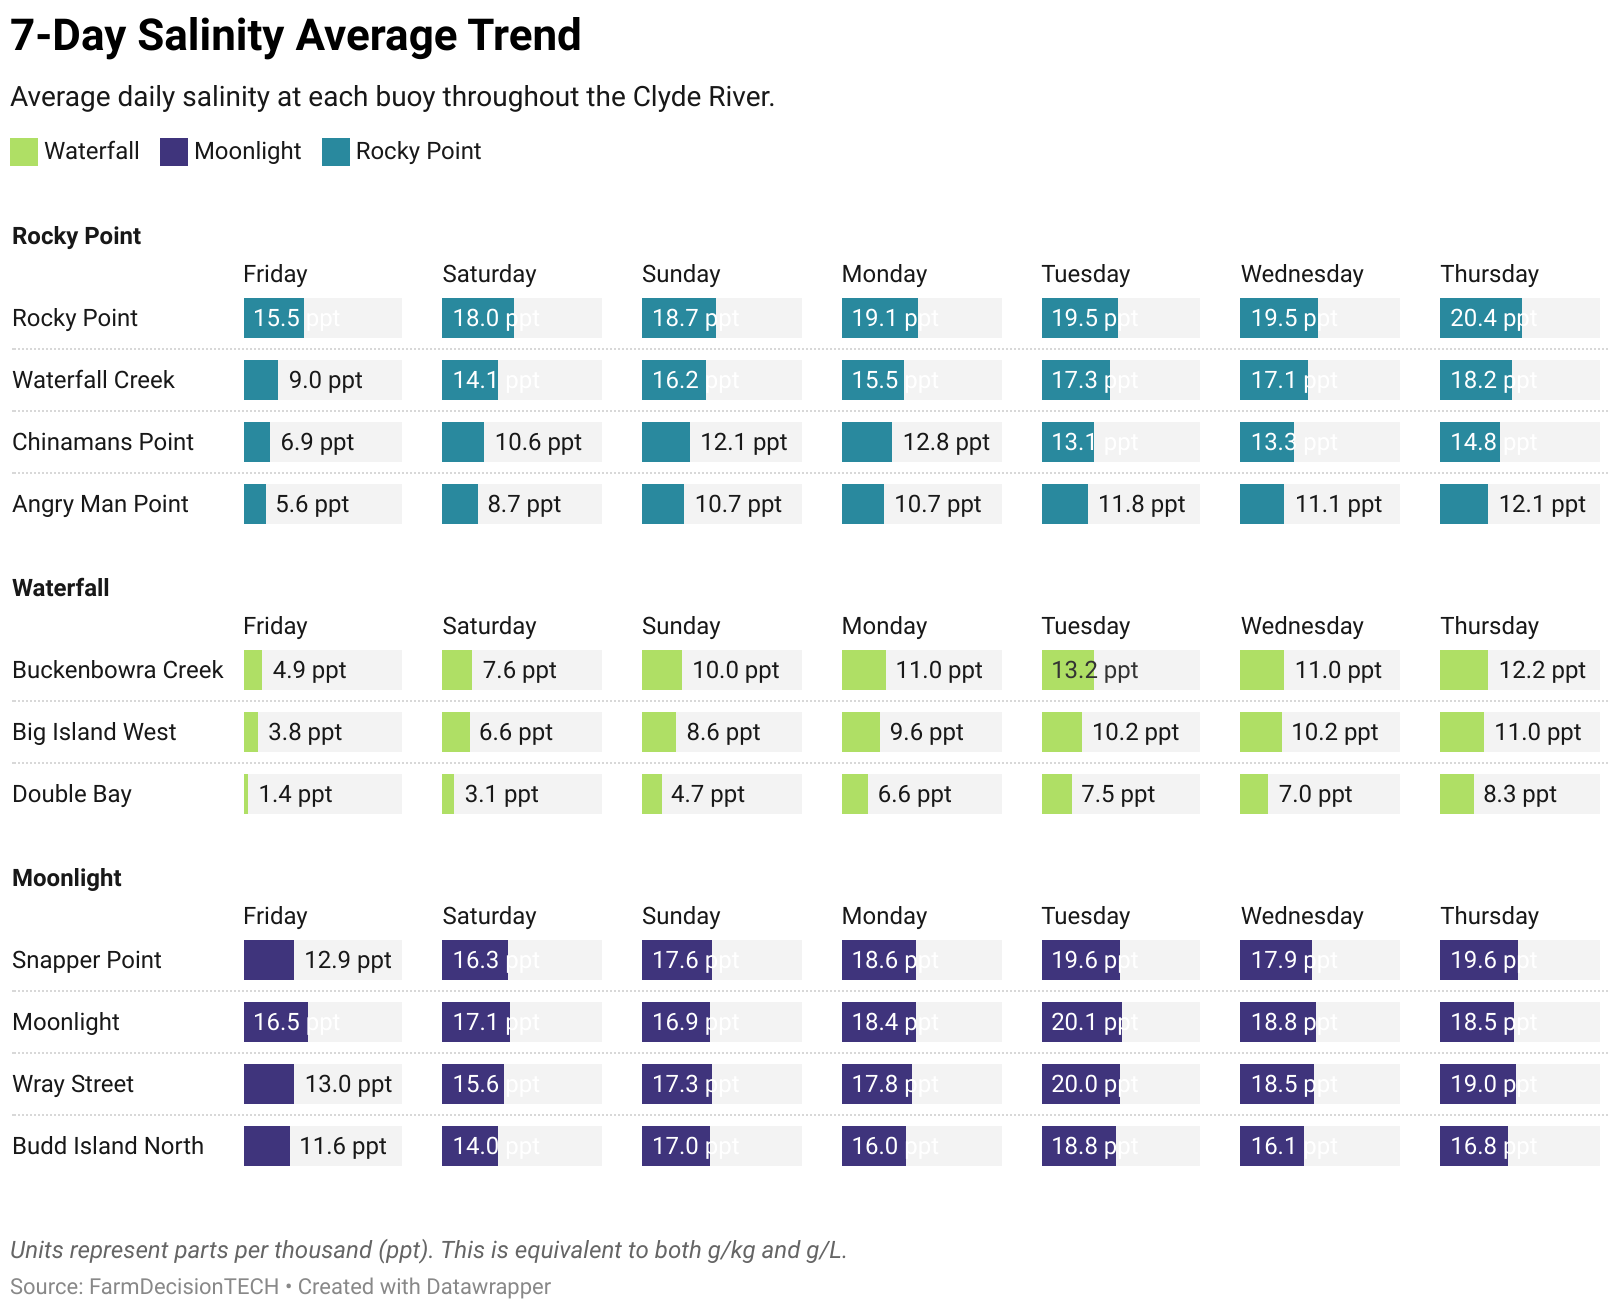 7-Day Salinity Average Trend
Average daily salinity at each buoy throughout the Clyde River.
Waterfall Moonlight Rocky Point
Rocky Point
Friday Saturday Sunday Monday Tuesday Wednesday Thursday
Rocky Point 15.5 ppt 18.0 ppt 18.7 ppt 19.1 ppt 19.5 ppt 19.5 ppt 20.4 ppt
Waterfall Creek 9.0 ppt 14.1 ppt 16.2 ppt 15.5 ppt 17.3 ppt 17.1 ppt 18.2 ppt
Chinamans Point 6.9 ppt 10.6 ppt 12.1 ppt 12.8 ppt 13.1 ppt 13.3 ppt 14.8 ppt
Angry Man Point 5.6 ppt 8.7 ppt 10.7 ppt 10.7 ppt 11.8 ppt 11.1 ppt 12.1 ppt
Waterfall
Friday Saturday Sunday Monday Tuesday Wednesday Thursday
Buckenbowra Creek 4.9 ppt 7.6 ppt 10.0 ppt 11.0 ppt 13.2 ppt 11.0 ppt 12.2 ppt
Big Island West 3.8 ppt 6.6 ppt 8.6 ppt 9.6 ppt 10.2 ppt 10.2 ppt 11.0 ppt
Double Bay 1.4 ppt 3.1 ppt 4.7 ppt 6.6 ppt 7.5 ppt 7.0 ppt 8.3 ppt
Moonlight
Friday Saturday Sunday Monday Tuesday Wednesday Thursday
Snapper Point 12.9 ppt 16.3 ppt 17.6 ppt 18.6 ppt 19.6 ppt 17.9 ppt 19.6 ppt
Moonlight 16.5 ppt 17.1 ppt 16.9 ppt 18.4 ppt 20.1 ppt 18.8 ppt 18.5 ppt
Wray Street 13.0 ppt 15.6 ppt 17.3 ppt 17.8 ppt 20.0 ppt 18.5 ppt 19.0 ppt
Budd Island North 11.6 ppt 14.0 ppt 17.0 ppt 16.0 ppt 18.8 ppt 16.1 ppt 16.8 ppt
Units represent parts per thousand (ppt). This is equivalent to both g/kg and g/L.
Source: FarmDecisionTECH • Created with Datawrapper